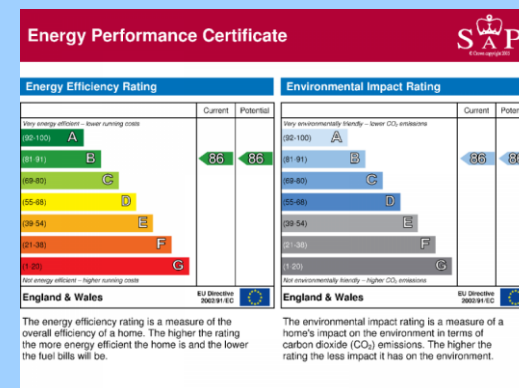 Energy Performance Certificate
SAP
© Crown copyright 2003
Energy Efficiency Rating
Current Potential
Very energy efficient – lower running costs
(92-100) A
(81-91) B 86 86
(69-80) C
(55-68) D
(39-54) E
(21-38) F
(1-20) G
Not energy efficient – higher running costs
England & Wales EU Directive 2002/91/EC
The energy efficiency rating is a measure of the
overall efficiency of a home. The higher the rating
the more energy efficient the home is and the lower
the fuel bills will be.
Environmental Impact Rating
Current Poten
Very environmentally friendly – lower CO₂ emissions
(92-100) A
(81-91) B 86 86
(69-80) C
(55-68) D
(39-54) E
(21-38) F
(1-20) G
Not environmentally friendly – higher CO₂ emissions
England & Wales EU Directive 2002/91/EC
The environmental impact rating is a measure of a
home's impact on the environment in terms of
carbon dioxide (CO₂) emissions. The higher the
rating the less impact it has on the environment.